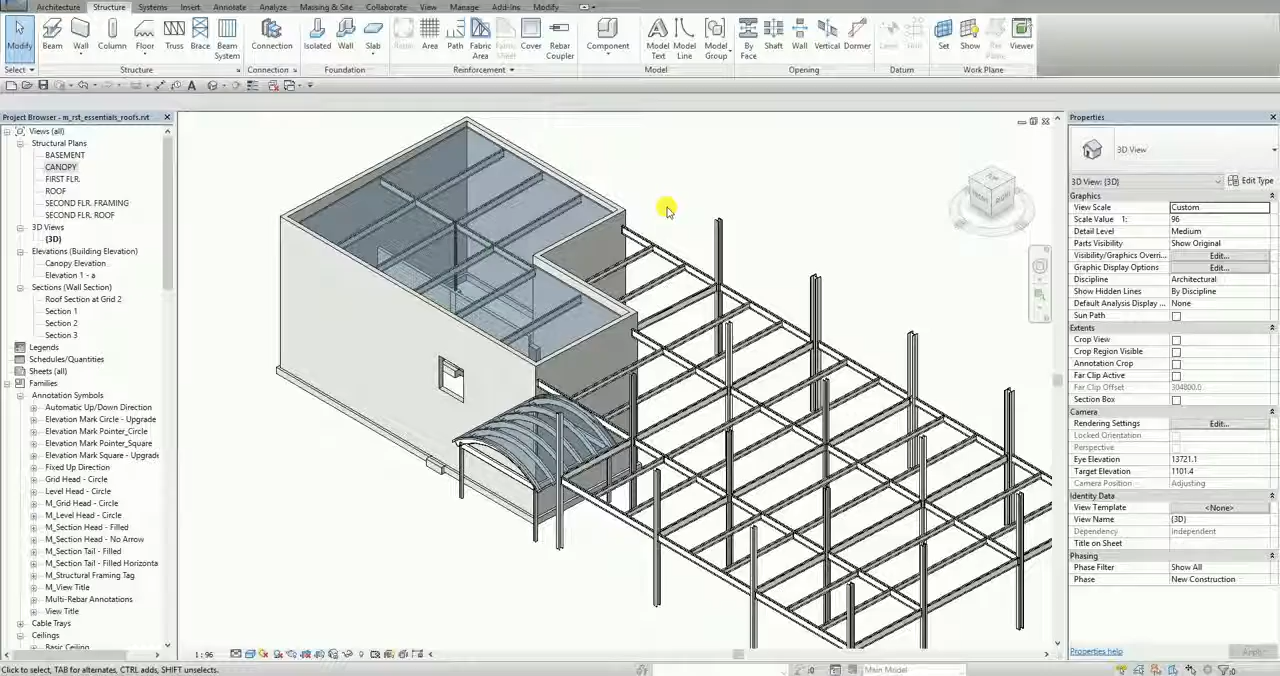 Architecture Structure Systems Insert Annotate Analyze Massing & Site Collaborate View Manage Add-Ins Modify
Modify Beam Wall Column Floor Truss Brace Beam System Connection Isolated Wall Slab Rebar Area Path Fabric Area Fabric Sheet Cover Rebar Coupler Component Model Text Model Line Model Group By Face Shaft Wall Vertical Dormer Level Grid Set Show Ref Plane Viewer
Select Structure Connection Foundation Reinforcement Model Opening Datum Work Plane
Project Browser - m_rst_essentials_roofs.rvt
Views (all)
Structural Plans
BASEMENT
CANOPY
FIRST FLR.
ROOF
SECOND FLR. FRAMING
SECOND FLR. ROOF
3D Views
{3D}
Elevations (Building Elevation)
Canopy Elevation
Elevation 1 - a
Sections (Wall Section)
Roof Section at Grid 2
Section 1
Section 2
Section 3
Legends
Schedules/Quantities
Sheets (all)
Families
Annotation Symbols
Automatic Up/Down Direction
Elevation Mark Circle - Upgrade
Elevation Mark Pointer_Circle
Elevation Mark Pointer_Square
Elevation Mark Square - Upgrade
Fixed Up Direction
Grid Head - Circle
Level Head - Circle
M_Grid Head - Circle
M_Level Head - Circle
M_Section Head - Filled
M_Section Head - No Arrow
M_Section Tail - Filled
M_Section Tail - Filled Horizonta
M_Structural Framing Tag
M_View Title
Multi-Rebar Annotations
View Title
Cable Trays
Ceilings
Basic Ceiling
1 : 96
Properties
3D View
3D View: {3D} Edit Type
Graphics
View Scale Custom
Scale Value 1: 96
Detail Level Medium
Parts Visibility Show Original
Visibility/Graphics Overri... Edit...
Graphic Display Options Edit...
Discipline Architectural
Show Hidden Lines By Discipline
Default Analysis Display ... None
Sun Path
Extents
Crop View
Crop Region Visible
Annotation Crop
Far Clip Active
Far Clip Offset 304800.0
Section Box
Camera
Rendering Settings Edit...
Locked Orientation
Perspective
Eye Elevation 13721.1
Target Elevation 1101.4
Camera Position Adjusting
Identity Data
View Template <None>
View Name {3D}
Dependency Independent
Title on Sheet
Phasing
Phase Filter Show All
Phase New Construction
Properties help Apply
Click to select, TAB for alternates, CTRL adds, SHIFT unselects. :0 Main Model :0